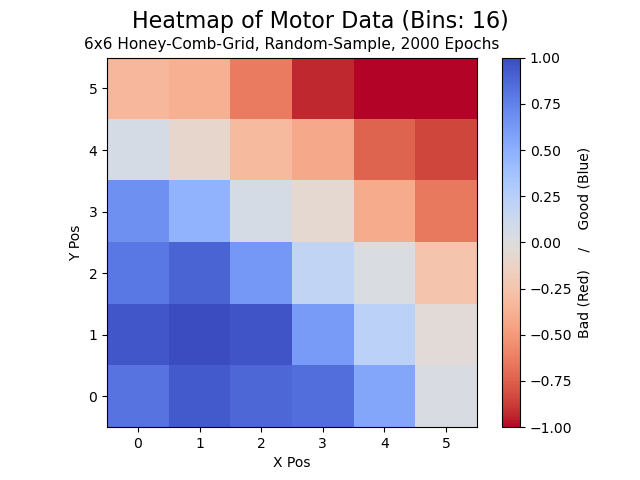 Heatmap of Motor Data (Bins: 16)
6x6 Honey-Comb-Grid, Random-Sample, 2000 Epochs
Y Pos
5
4
3
2
1
0
0 1 2 3 4 5
X Pos
1.00
0.75
0.50
0.25
0.00
−0.25
−0.50
−0.75
−1.00
Bad (Red) / Good (Blue)